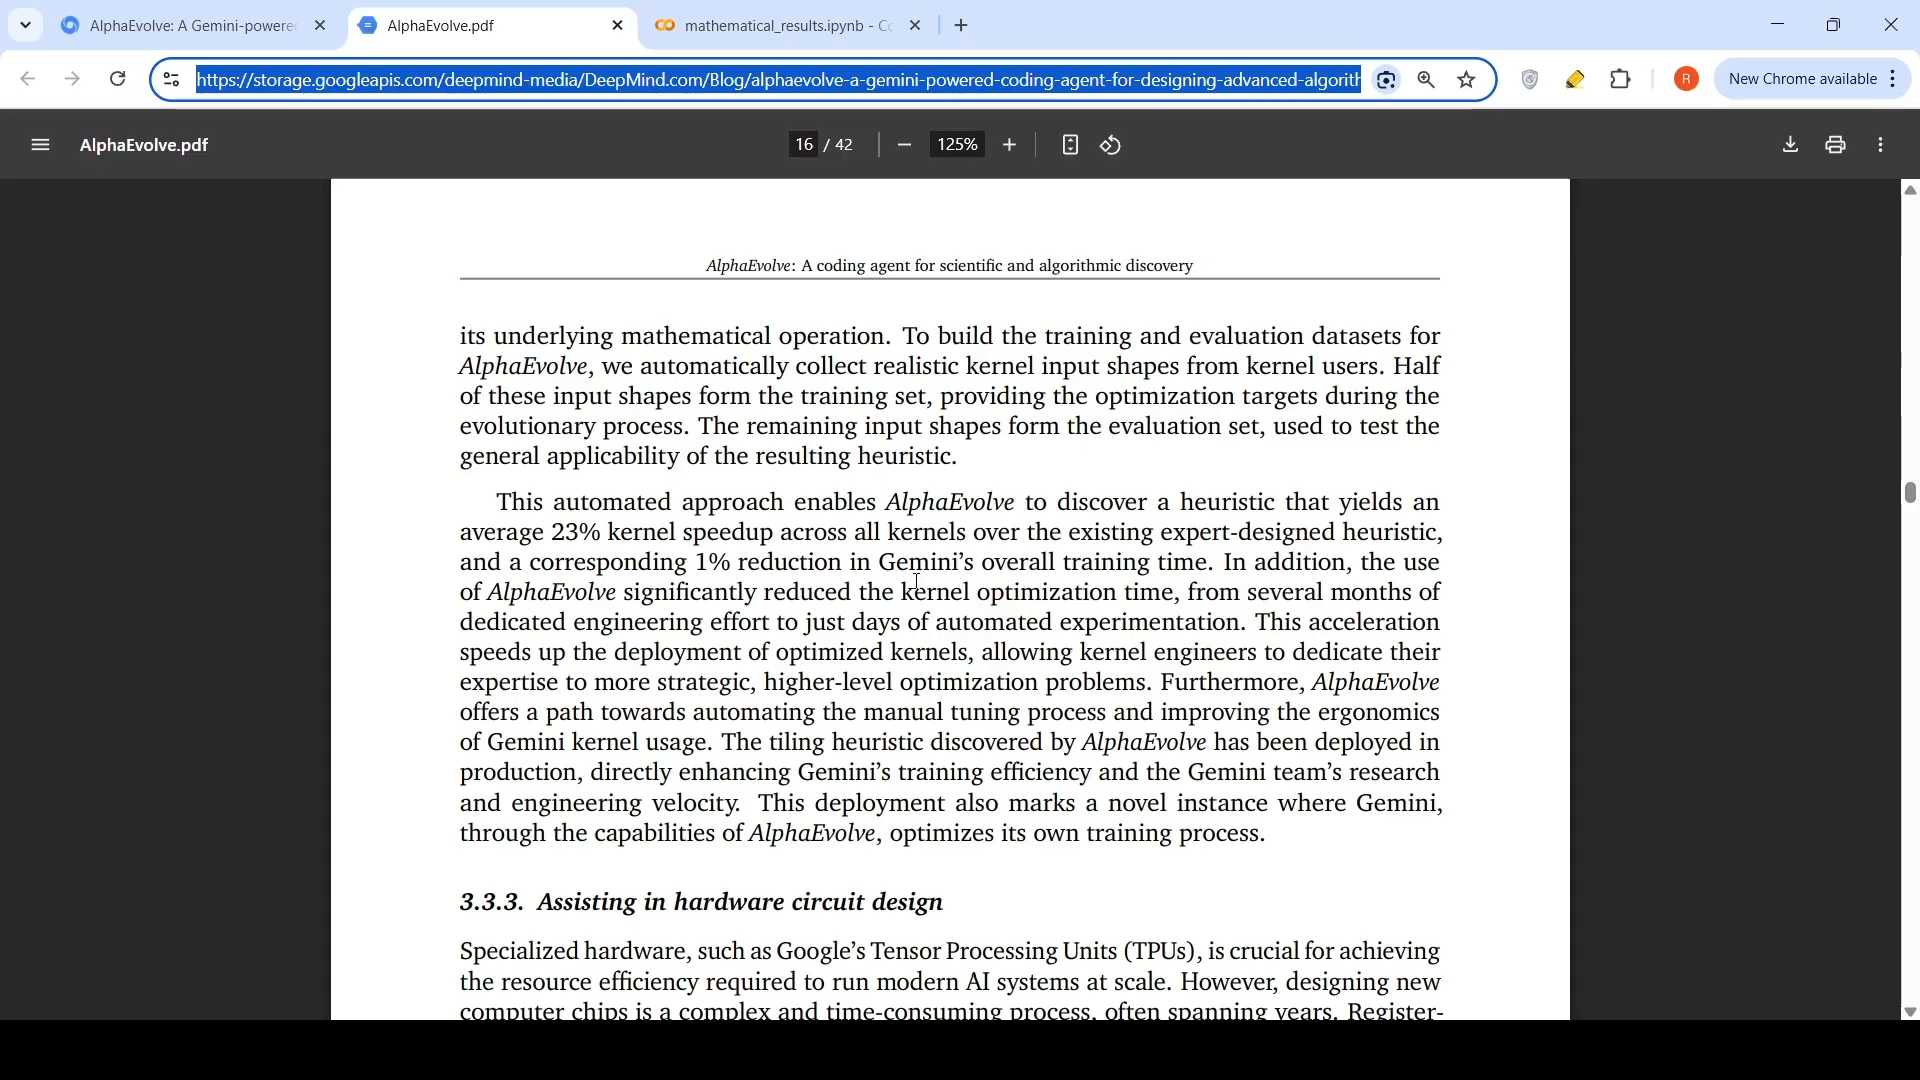 AlphaEvolve: A Gemini-powered
AlphaEvolve.pdf
mathematical_results.ipynb - Co
https://storage.googleapis.com/deepmind-media/DeepMind.com/Blog/alphaevolve-a-gemini-powered-coding-agent-for-designing-advanced-algorith
R
New Chrome available
AlphaEvolve.pdf
16 / 42
125%
AlphaEvolve: A coding agent for scientific and algorithmic discovery
its underlying mathematical operation. To build the training and evaluation datasets for
AlphaEvolve, we automatically collect realistic kernel input shapes from kernel users. Half
of these input shapes form the training set, providing the optimization targets during the
evolutionary process. The remaining input shapes form the evaluation set, used to test the
general applicability of the resulting heuristic.
This automated approach enables AlphaEvolve to discover a heuristic that yields an
average 23% kernel speedup across all kernels over the existing expert-designed heuristic,
and a corresponding 1% reduction in Gemini's overall training time. In addition, the use
of AlphaEvolve significantly reduced the kernel optimization time, from several months of
dedicated engineering effort to just days of automated experimentation. This acceleration
speeds up the deployment of optimized kernels, allowing kernel engineers to dedicate their
expertise to more strategic, higher-level optimization problems. Furthermore, AlphaEvolve
offers a path towards automating the manual tuning process and improving the ergonomics
of Gemini kernel usage. The tiling heuristic discovered by AlphaEvolve has been deployed in
production, directly enhancing Gemini's training efficiency and the Gemini team's research
and engineering velocity. This deployment also marks a novel instance where Gemini,
through the capabilities of AlphaEvolve, optimizes its own training process.
3.3.3. Assisting in hardware circuit design
Specialized hardware, such as Google's Tensor Processing Units (TPUs), is crucial for achieving
the resource efficiency required to run modern AI systems at scale. However, designing new
computer chips is a complex and time-consuming process, often spanning years. Register-